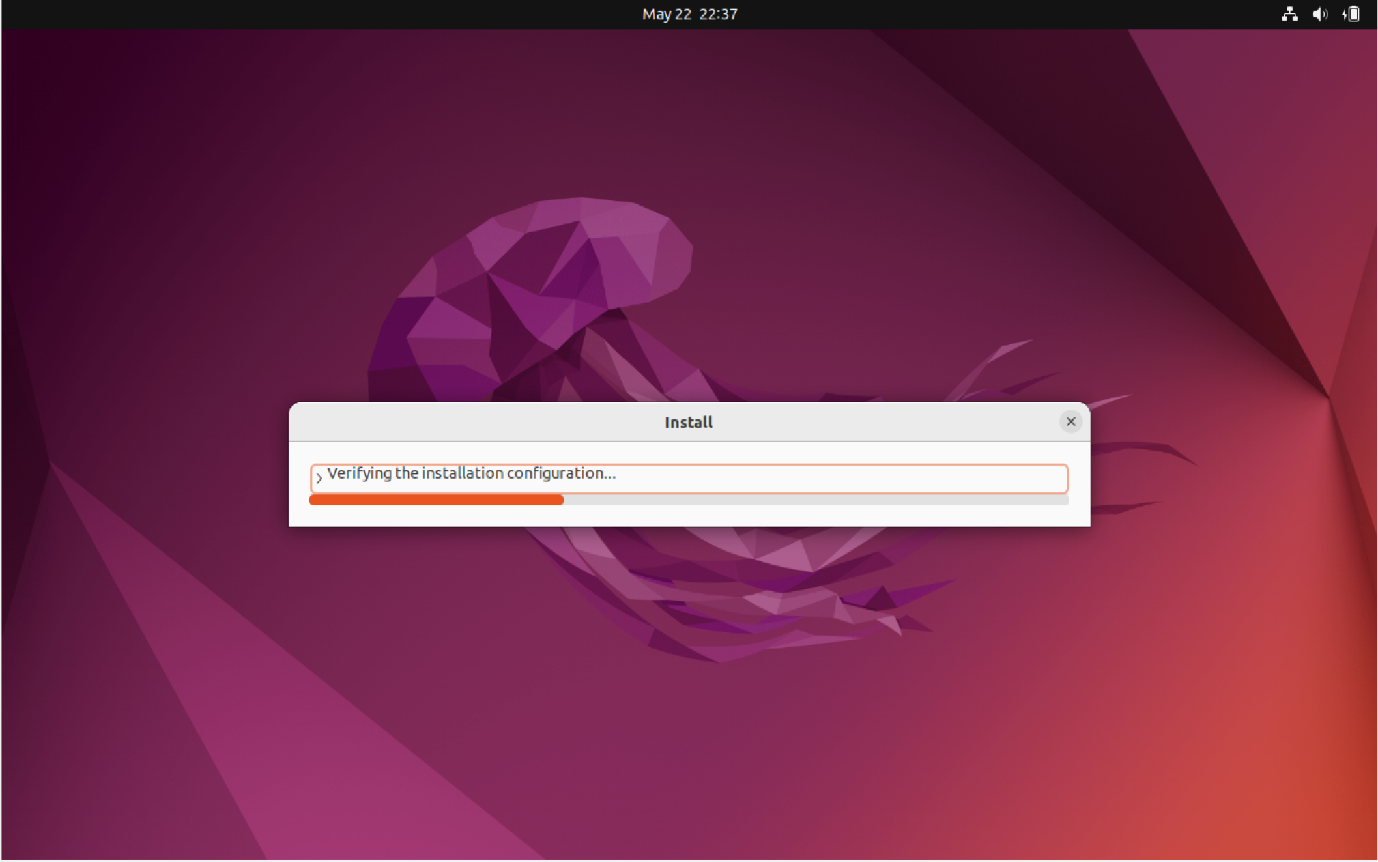 May 22 22:37
Install
Verifying the installation configuration...